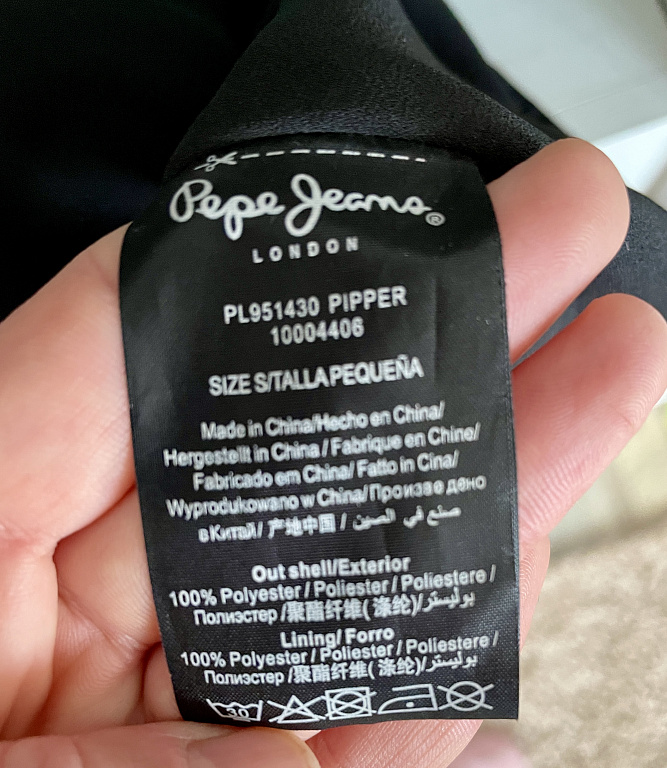 Pepe Jeans®
LONDON
PL951430 PIPPER
10004406
SIZE S/TALLA PEQUEÑA
Made in China/Hecho en China/
Hergestellt in China/Fabrique en Chine/
Fabricado em China/Fatto in Cina/
Wyprodukowano w China/Произведено
в Китай/产地中国/صنع في الصين
Out shell/Exterior
100% Polyester/Poliester/Poliestere/
Полиэстер/聚酯纤维(涤纶)/بوليستر
Lining/Forro
100% Polyester/Poliester/Poliestere/
Полиэстер/聚酯纤维(涤纶)/بوليستر
30